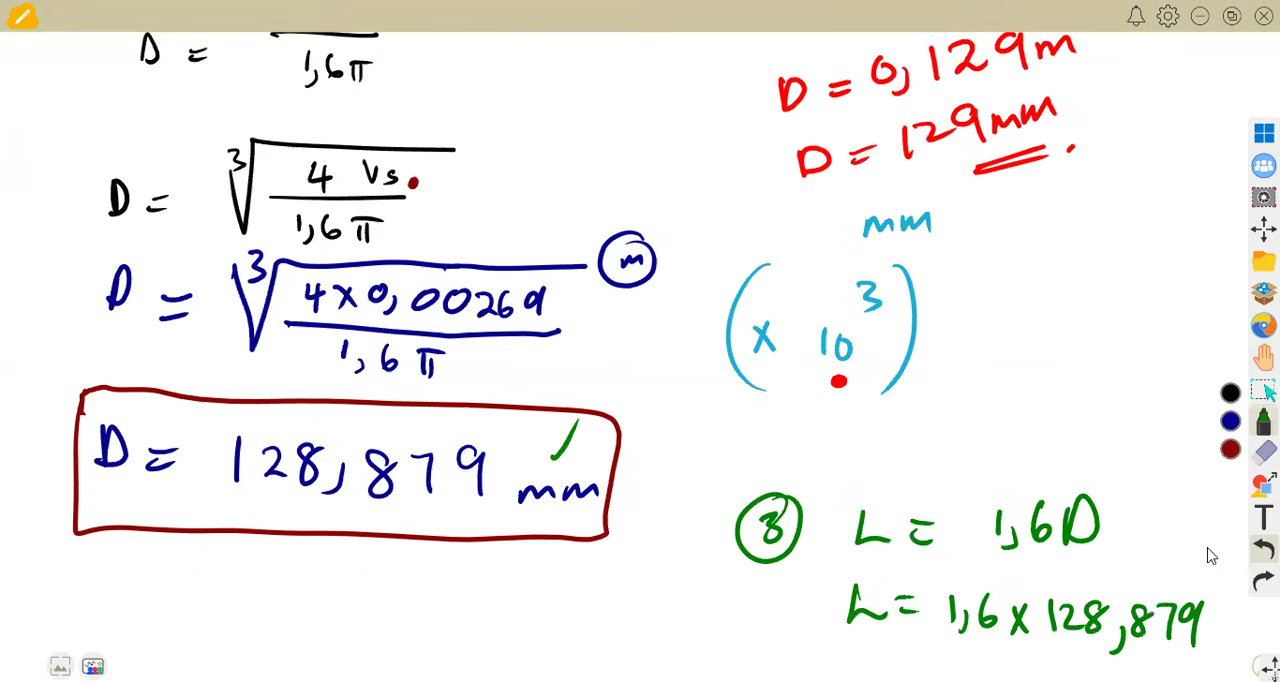 D = 1,6π
D = ∛(4 Vs / 1,6π)
D = ∛(4 × 0,00269 / 1,6π) m
D = 128,879 mm ✓
D = 0,129m
D = 129mm.
mm
(× 10³)
③ L = 1,6D
L = 1,6 × 128,879
T